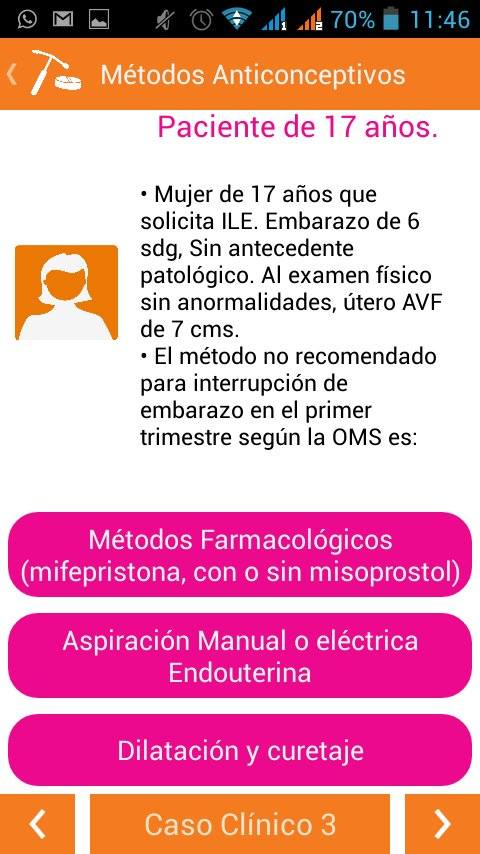 70% 11:46
Métodos Anticonceptivos
Paciente de 17 años.
• Mujer de 17 años que
solicita ILE. Embarazo de 6
sdg, Sin antecedente
patológico. Al examen físico
sin anormalidades, útero AVF
de 7 cms.
• El método no recomendado
para interrupción de
embarazo en el primer
trimestre según la OMS es:
Métodos Farmacológicos
(mifepristona, con o sin misoprostol)
Aspiración Manual o eléctrica
Endouterina
Dilatación y curetaje
Caso Clínico 3